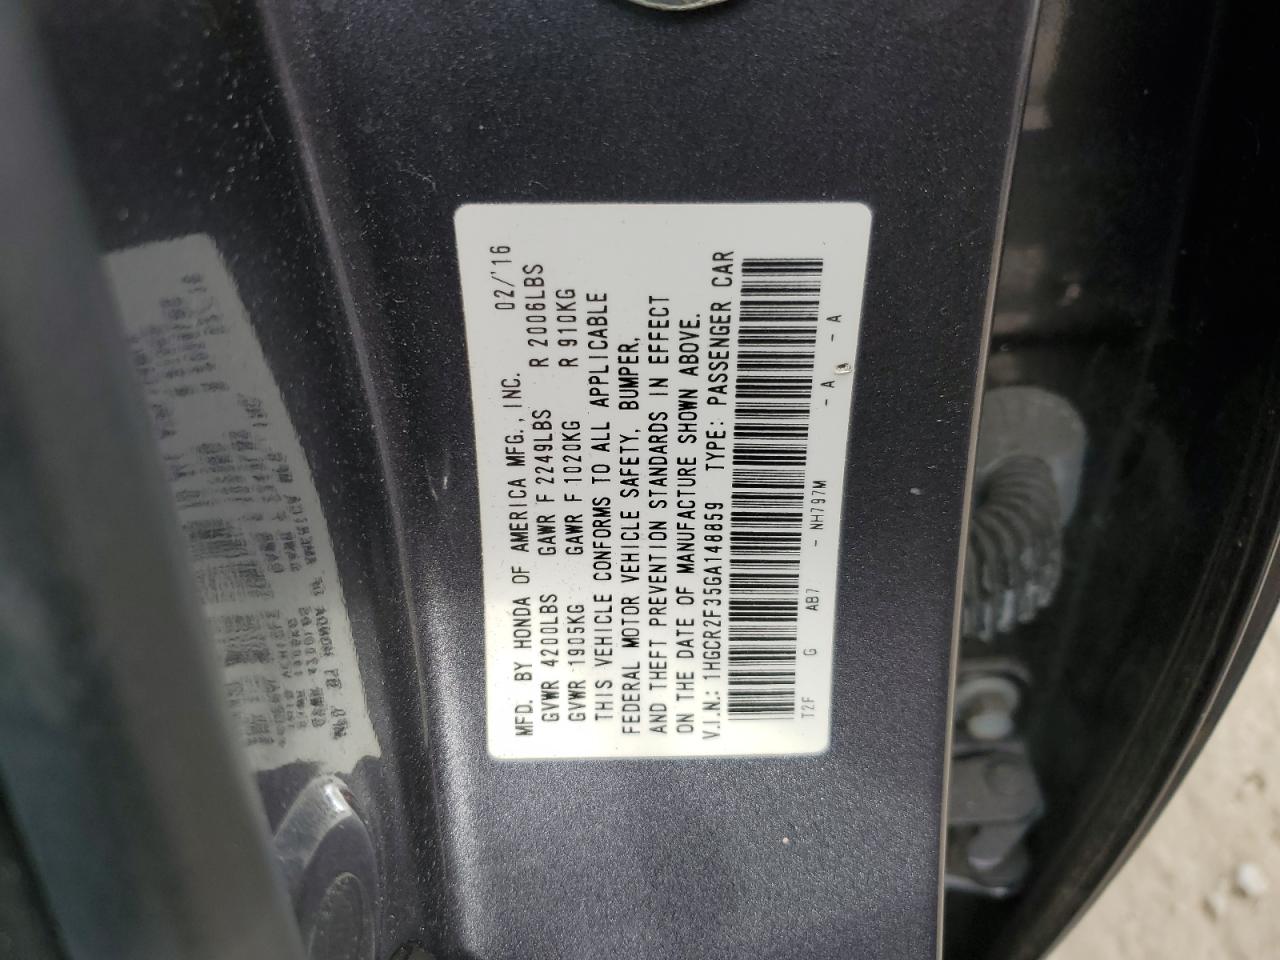 MFD. BY HONDA OF AMERICA MFG., INC. 02/'16
GVWR 4200LBS GAWR F 2249LBS R 2006LBS
GVWR 1905KG GAWR F 1020KG R 910KG
THIS VEHICLE CONFORMS TO ALL APPLICABLE
FEDERAL MOTOR VEHICLE SAFETY, BUMPER,
AND THEFT PREVENTION STANDARDS IN EFFECT
ON THE DATE OF MANUFACTURE SHOWN ABOVE.
V.I.N.: 1HGCR2F35GA148859 TYPE: PASSENGER CAR
T2F G AB7 - NH797M - A - A